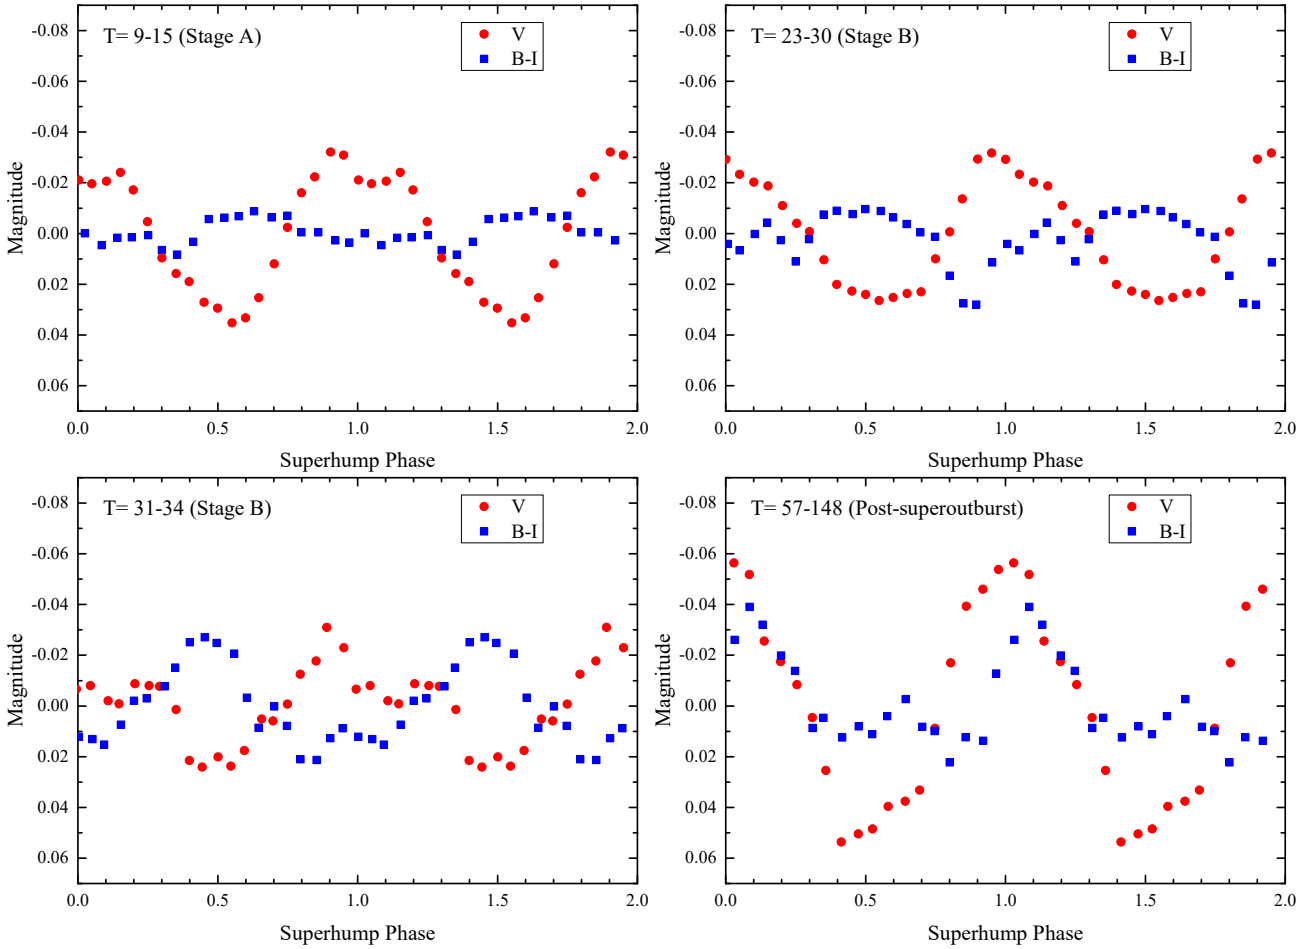 T= 9-15 (Stage A)
V
B-I
-0.08
-0.06
-0.04
-0.02
0.00
0.02
0.04
0.06
Magnitude
0.0
0.5
1.0
1.5
2.0
Superhump Phase
T= 23-30 (Stage B)
V
B-I
-0.08
-0.06
-0.04
-0.02
0.00
0.02
0.04
0.06
Magnitude
0.0
0.5
1.0
1.5
2.0
Superhump Phase
T= 31-34 (Stage B)
V
B-I
-0.08
-0.06
-0.04
-0.02
0.00
0.02
0.04
0.06
Magnitude
0.0
0.5
1.0
1.5
2.0
Superhump Phase
T= 57-148 (Post-superoutburst)
V
B-I
-0.08
-0.06
-0.04
-0.02
0.00
0.02
0.04
0.06
Magnitude
0.0
0.5
1.0
1.5
2.0
Superhump Phase